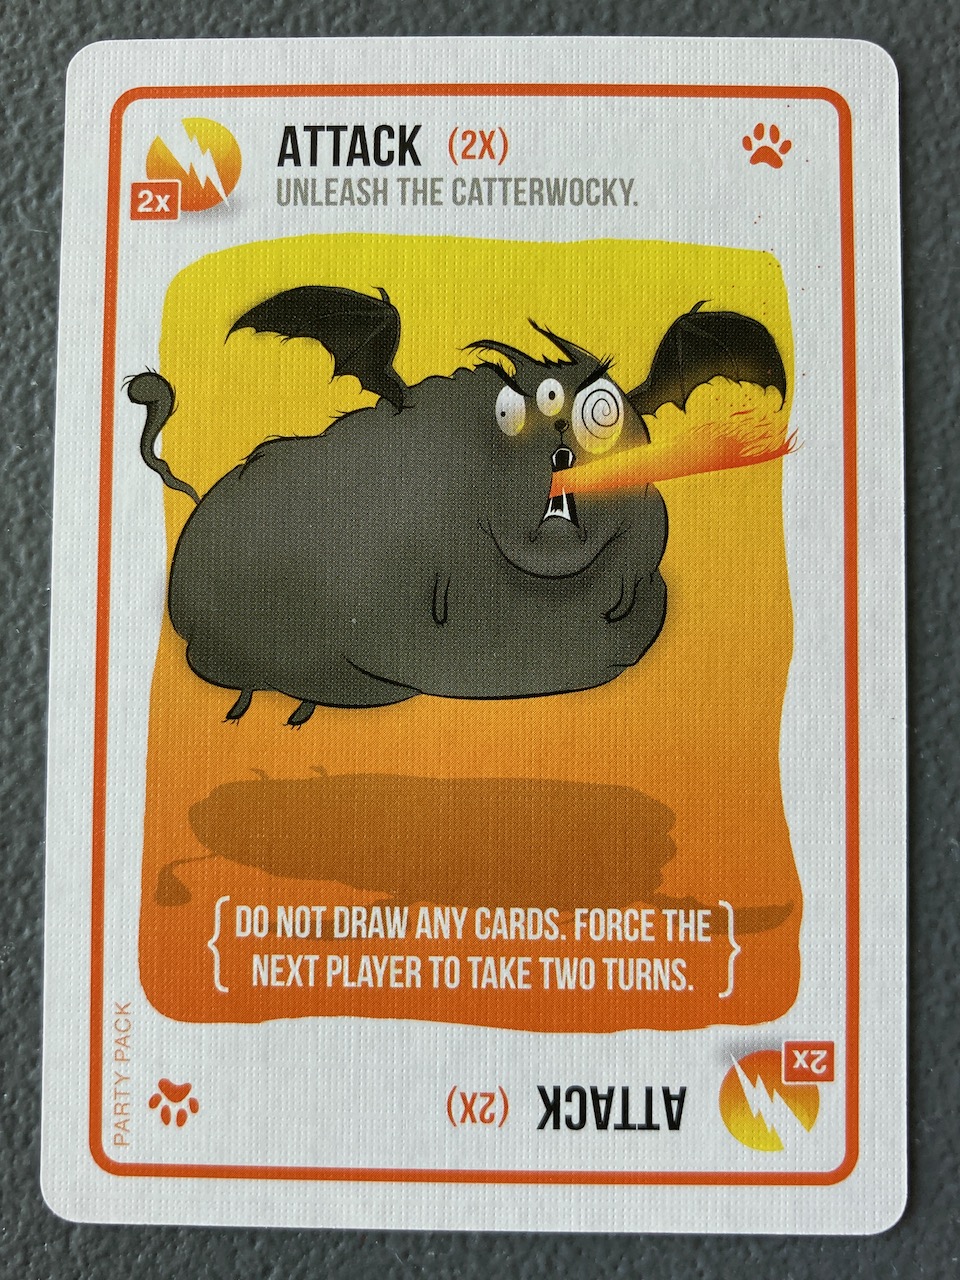 2x
ATTACK (2X)
UNLEASH THE CATTERWOCKY.
{DO NOT DRAW ANY CARDS. FORCE THE
NEXT PLAYER TO TAKE TWO TURNS.}
PARTY PACK
2x
ATTACK (2X)